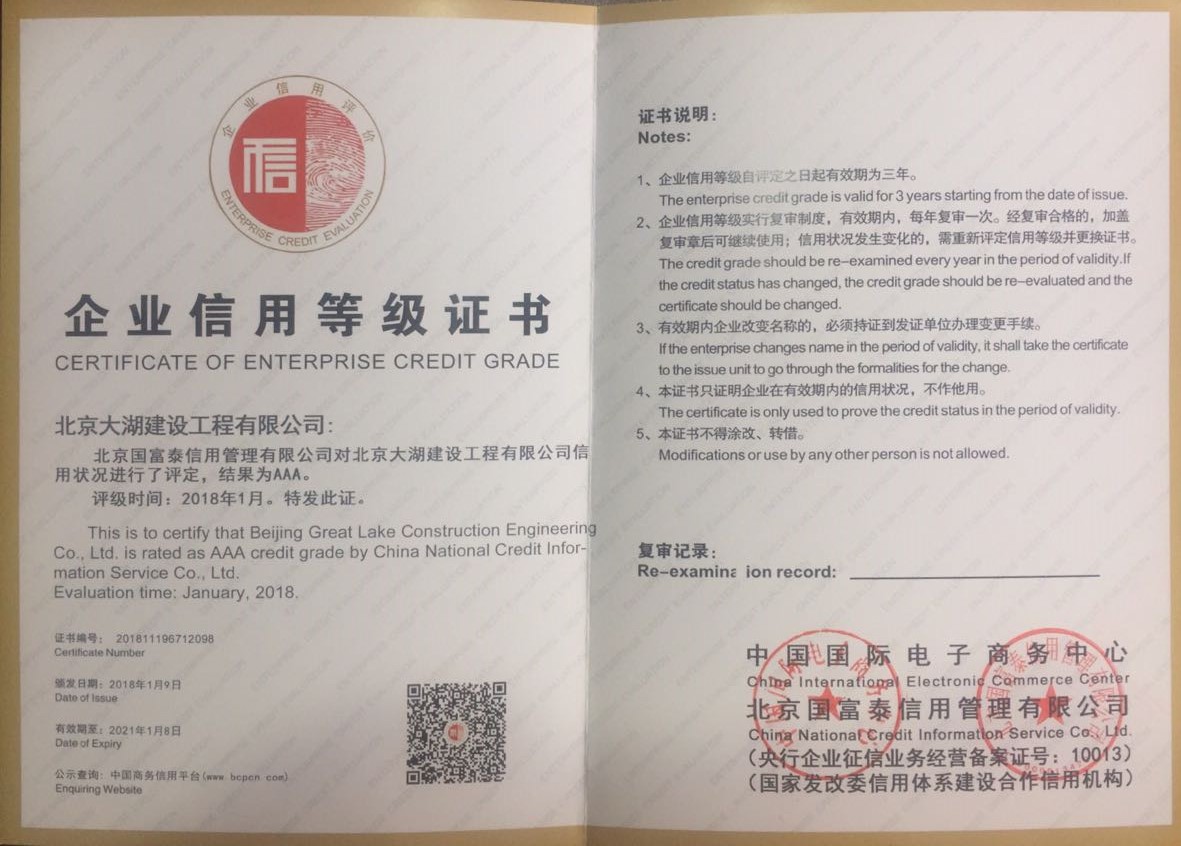 企业信用评价
信
ENTERPRISE CREDIT EVALUATION
企业信用等级证书
CERTIFICATE OF ENTERPRISE CREDIT GRADE
北京大湖建设工程有限公司:
北京国富泰信用管理有限公司对北京大湖建设工程有限公司信
用状况进行了评定，结果为AAA。
评级时间：2018年1月。特发此证。
This is to certify that Beijing Great Lake Construction Engineering
Co., Ltd. is rated as AAA credit grade by China National Credit Infor-
mation Service Co., Ltd.
Evaluation time: January, 2018.
证书编号： 201811196712098
Certificate Number
颁发日期：2018年1月9日
Date of Issue
有效期至：2021年1月8日
Date of Expiry
公示查询：中国商务信用平台(www.bcpcn.com)
Enquiring Website
证书说明：
Notes:
1、企业信用等级自评定之日起有效期为三年。
The enterprise credit grade is valid for 3 years starting from the date of issue.
2、企业信用等级实行复审制度，有效期内，每年复审一次。经复审合格的，加盖
复审章后可继续使用；信用状况发生变化的，需重新评定信用等级并更换证书。
The credit grade should be re-examined every year in the period of validity.If
the credit status has changed, the credit grade should be re-evaluated and the
certificate should be changed.
3、有效期内企业改变名称的，必须持证到发证单位办理变更手续。
If the enterprise changes name in the period of validity, it shall take the certificate
to the issue unit to go through the formalities for the change.
4、本证书只证明企业在有效期内的信用状况，不作他用。
The certificate is only used to prove the credit status in the period of validity.
5、本证书不得涂改、转借。
Modifications or use by any other person is not allowed.
复审记录：
Re-examina ion record:
中国国际电子商务中心
China International Electronic Commerce Center
北京国富泰信用管理有限公司
China National Credit Information Service Co., Ltd.
(央行企业征信业务经营备案证号：10013)
(国家发改委信用体系建设合作信用机构)